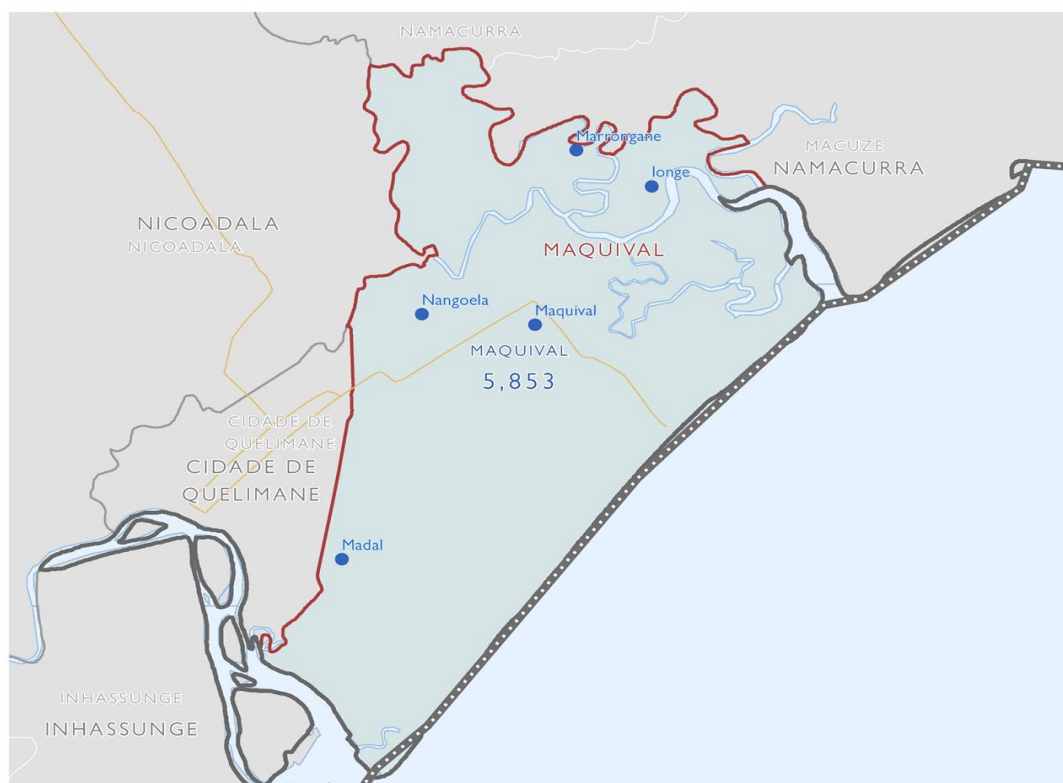 NAMACURRA
Marrongane
MACUZE
NAMACURRA
Ionge
NICOADALA
NICOADALA
MAQUIVAL
Nangoela
Maquival
MAQUIVAL
5,853
CIDADE DE
QUELIMANE
CIDADE DE
QUELIMANE
Madal
INHASSUNGE
INHASSUNGE